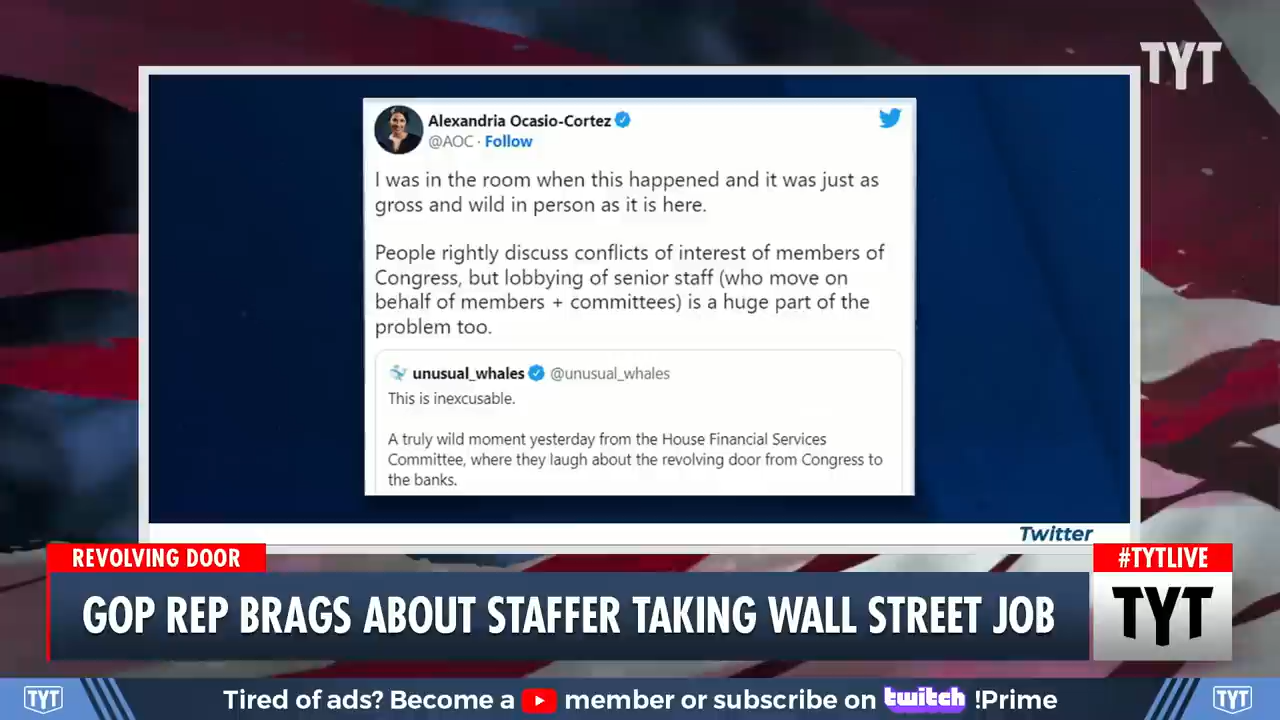 TYT
Alexandria Ocasio-Cortez
@AOC · Follow
I was in the room when this happened and it was just as
gross and wild in person as it is here.
People rightly discuss conflicts of interest of members of
Congress, but lobbying of senior staff (who move on
behalf of members + committees) is a huge part of the
problem too.
unusual_whales @unusual_whales
This is inexcusable.
A truly wild moment yesterday from the House Financial Services
Committee, where they laugh about the revolving door from Congress to
the banks.
Twitter
REVOLVING DOOR
#TYTLIVE
GOP REP BRAGS ABOUT STAFFER TAKING WALL STREET JOB
TYT
TYT
Tired of ads? Become a member or subscribe on twitch !Prime
TYT